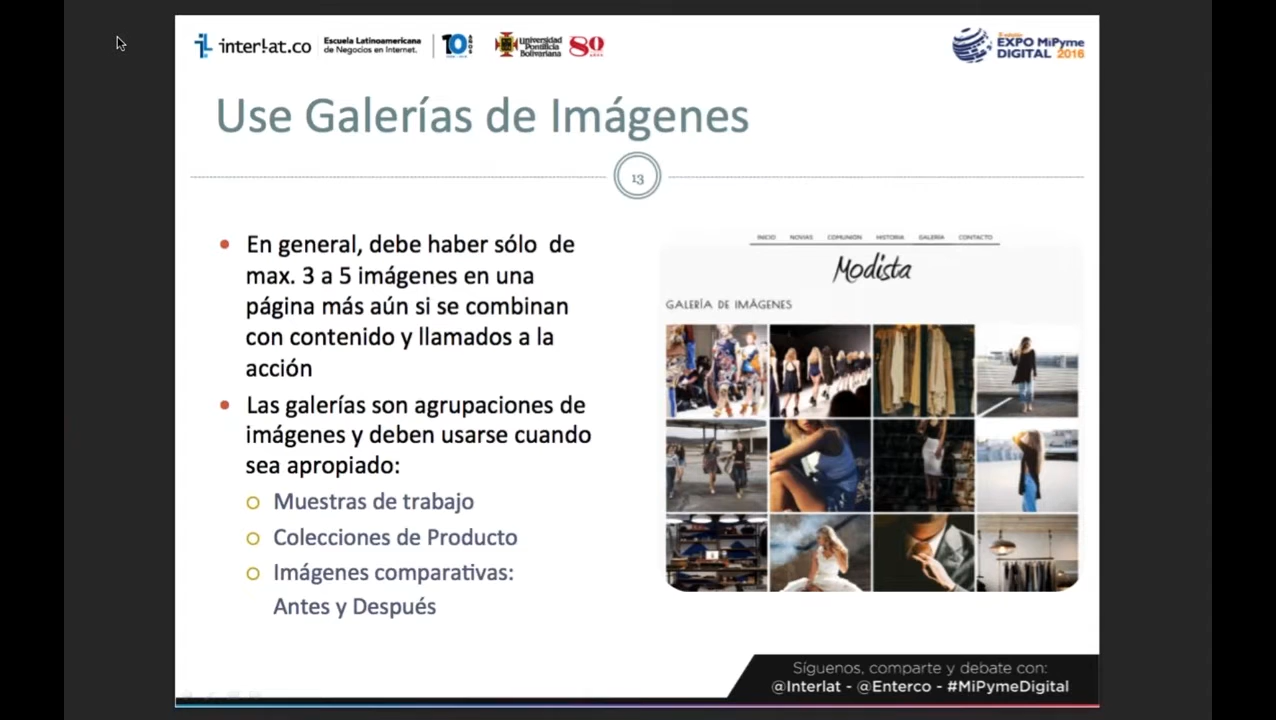 interlat.co
Escuela Latinoamericana
de Negocios en Internet.
10 AÑOS
Universidad
Pontificia
Bolivariana
80
EXPO MiPyme
DIGITAL 2016
Use Galerías de Imágenes
13
En general, debe haber sólo de
max. 3 a 5 imágenes en una
página más aún si se combinan
con contenido y llamados a la
acción
Las galerías son agrupaciones de
imágenes y deben usarse cuando
sea apropiado:
Muestras de trabajo
Colecciones de Producto
Imágenes comparativas:
Antes y Después
INICIO NOVIAS COMUNIÓN HISTORIA GALERÍA CONTACTO
Modista
GALERÍA DE IMÁGENES
Síguenos, comparte y debate con:
@Interlat - @Enterco - #MiPymeDigital